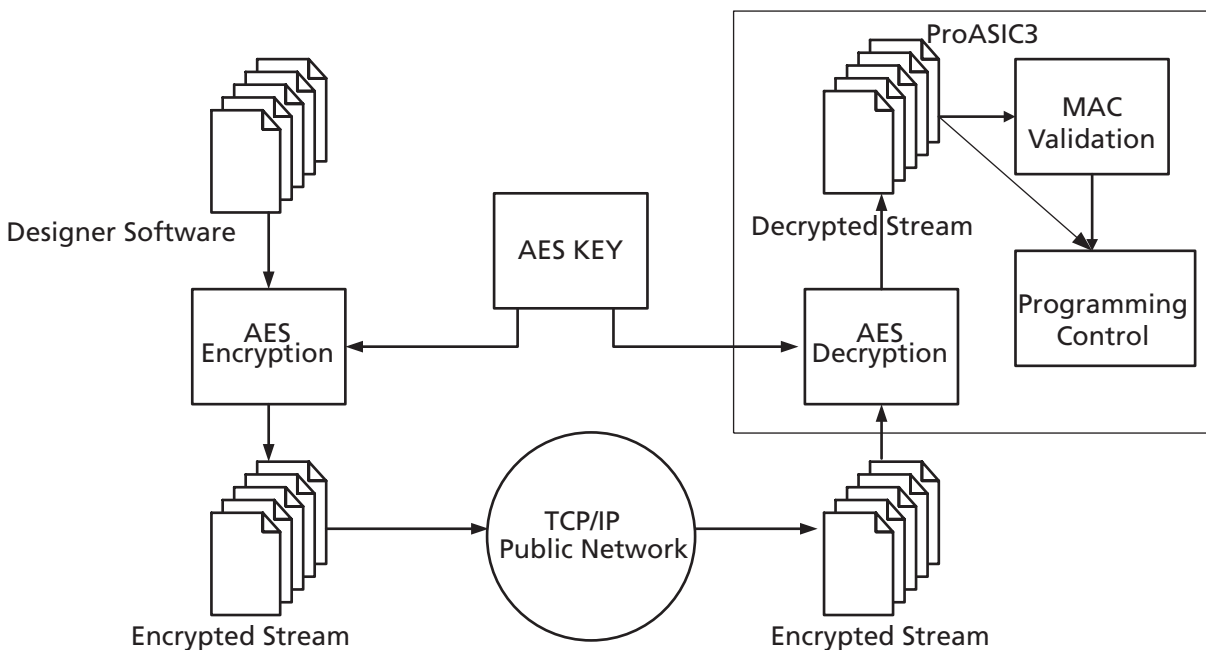 ProASIC3
MAC
Validation
Designer Software
Decrypted Stream
AES KEY
AES
Encryption
AES
Decryption
Programming
Control
TCP/IP
Public Network
Encrypted Stream
Encrypted Stream